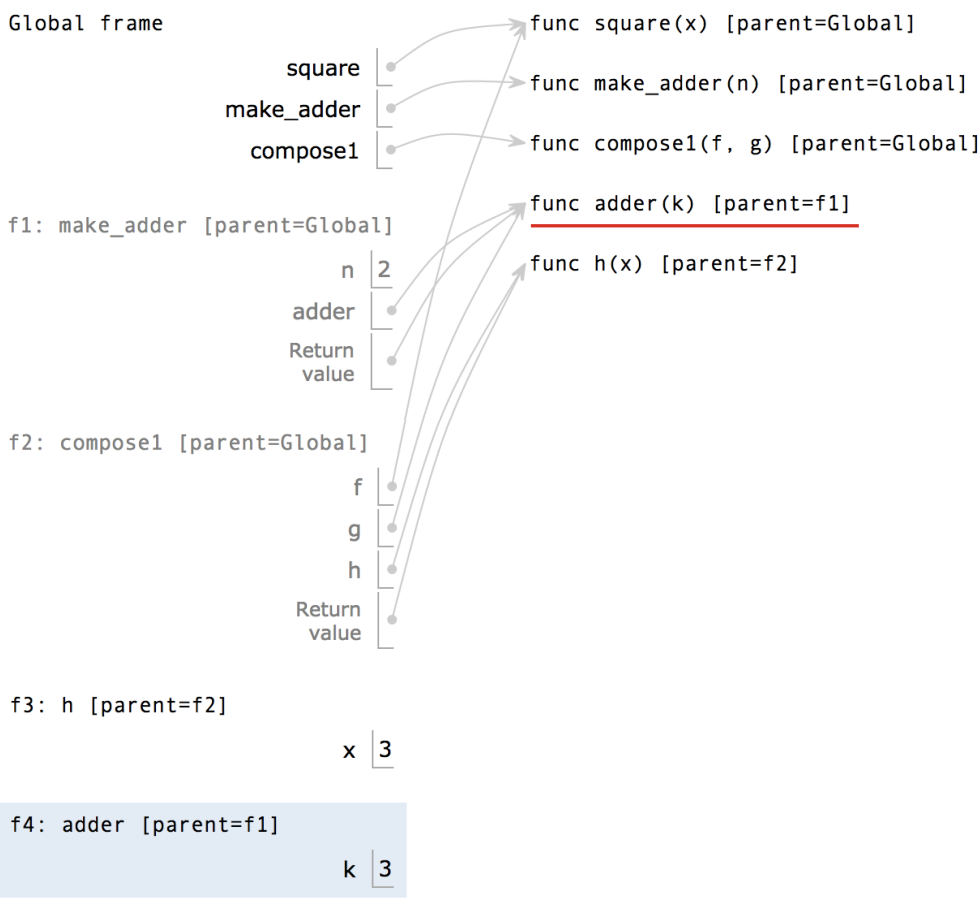 Global frame
func square(x) [parent=Global]
square
func make_adder(n) [parent=Global]
make_adder
func compose1(f, g) [parent=Global]
compose1
func adder(k) [parent=f1]
f1: make_adder [parent=Global]
func h(x) [parent=f2]
n 2
adder
Return
value
f2: compose1 [parent=Global]
f
g
h
Return
value
f3: h [parent=f2]
x 3
f4: adder [parent=f1]
k 3